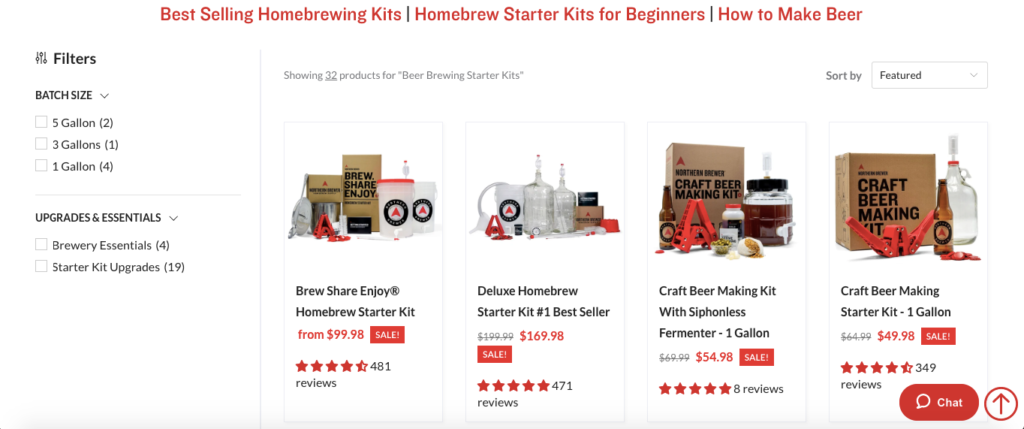 Best Selling Homebrewing Kits | Homebrew Starter Kits for Beginners | How to Make Beer
Filters
Showing 32 products for "Beer Brewing Starter Kits"
Sort by
Featured
BATCH SIZE
5 Gallon (2)
3 Gallons (1)
1 Gallon (4)
UPGRADES & ESSENTIALS
Brewery Essentials (4)
Starter Kit Upgrades (19)
NORTHERN BREWER
BREW.
SHARE.
ENJOY.
Brew Share Enjoy®
Homebrew Starter Kit
from $99.98 SALE!
481
reviews
Deluxe Homebrew
Starter Kit #1 Best Seller
$199.99 $169.98
SALE!
471
reviews
NORTHERN BREWER
CRAFT BEER
MAKING KIT
Craft Beer Making Kit
With Siphonless
Fermenter - 1 Gallon
$69.99 $54.98 SALE!
8 reviews
CRAFT
BEER
MAKING
KIT
Craft Beer Making
Starter Kit - 1 Gallon
$64.99 $49.98 SALE!
349
reviews
Chat